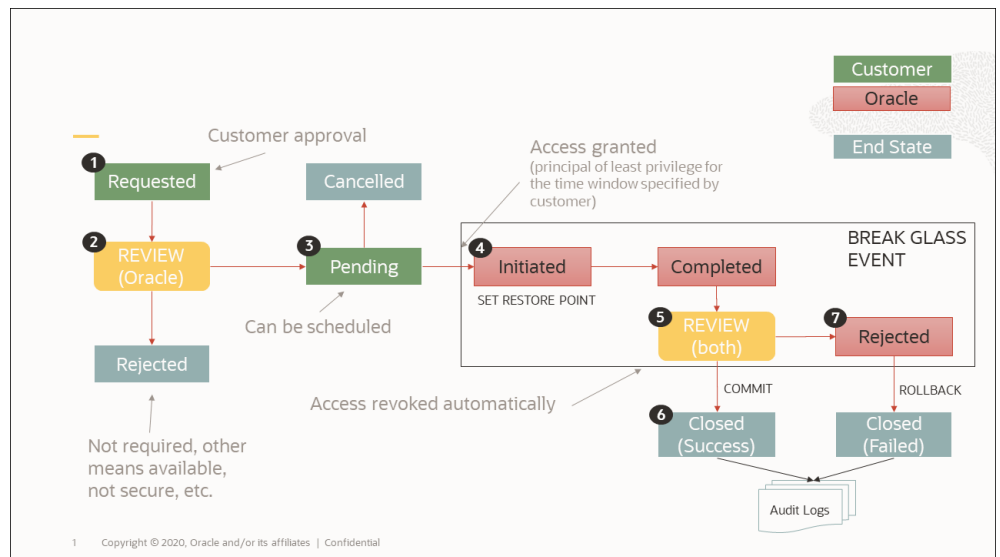 Customer
Oracle
End State
Customer approval
1
Requested
Cancelled
Access granted
(principal of least privilege for
the time window specified by
customer)
2
REVIEW
(Oracle)
3
Pending
4
Initiated
Completed
BREAK GLASS
EVENT
SET RESTORE POINT
Can be scheduled
5
REVIEW
(both)
7
Rejected
Rejected
COMMIT
ROLLBACK
Access revoked automatically
6
Closed
(Success)
Closed
(Failed)
Not required, other
means available,
not secure, etc.
Audit Logs
1 Copyright © 2020, Oracle and/or its affiliates | Confidential